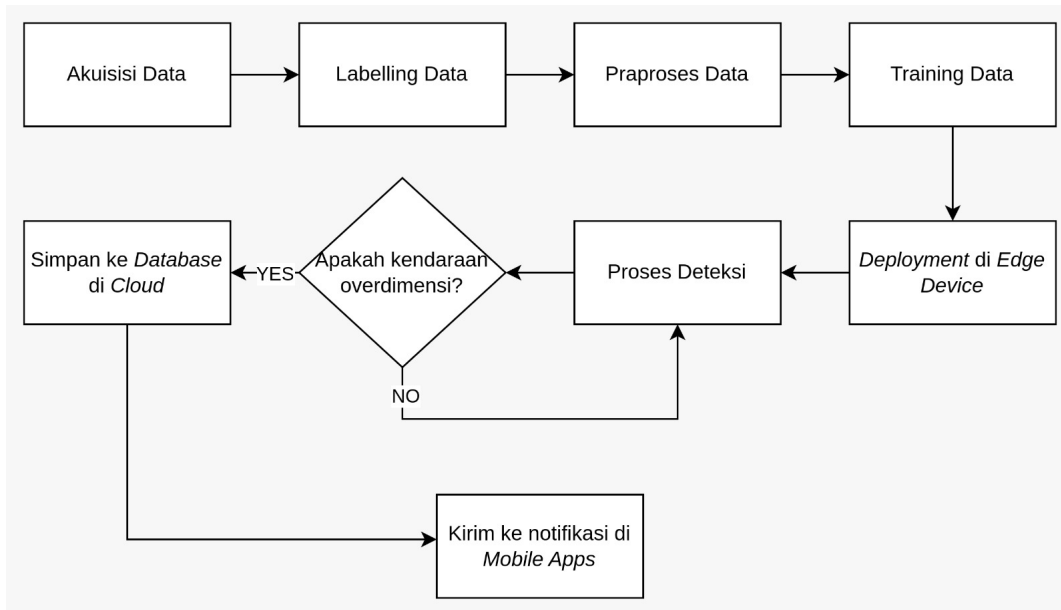 Akuisisi Data
Labelling Data
Praproses Data
Training Data
Deployment di Edge
Device
Proses Deteksi
Apakah kendaraan
overdimensi?
YES
NO
Simpan ke Database
di Cloud
Kirim ke notifikasi di
Mobile Apps